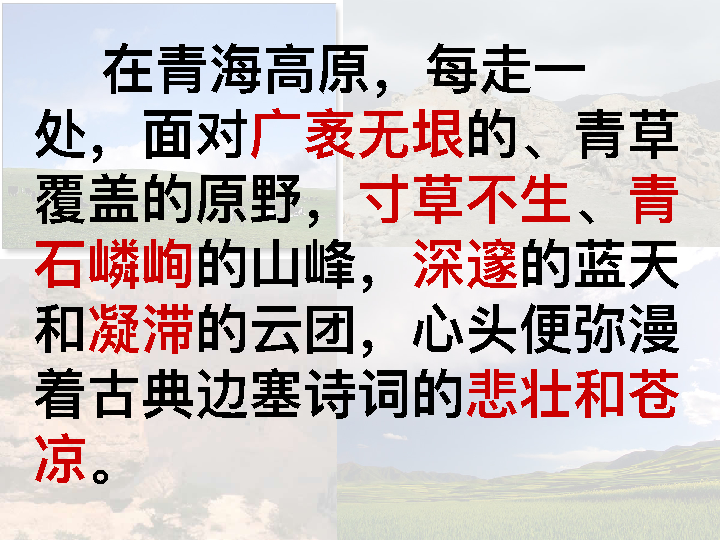 在青海高原，每走一
处，面对广袤无垠的、青草
覆盖的原野，寸草不生、青
石嶙峋的山峰，深邃的蓝天
和凝滞的云团，心头便弥漫
着古典边塞诗词的悲壮和苍
凉。